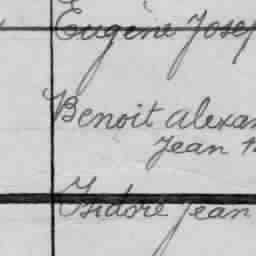 Eugène Josep
Benoit Alexan
Jean
Isidore Jean